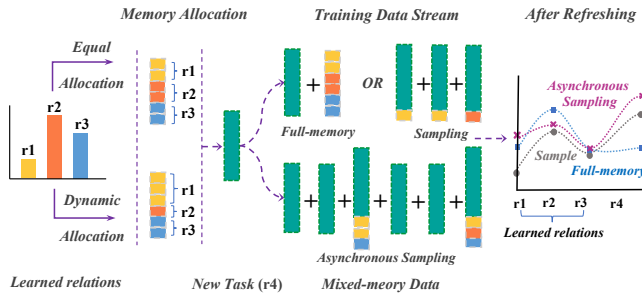 Memory Allocation
Training Data Stream
After Refreshing
Equal
Allocation
r1
r2
r3
r1
r2
r3
Full-memory
OR
Sampling
Asynchronous
Sampling
Sample
Full-memory
r1
r2
r3
r4
Learned relations
Dynamic
Allocation
r1
r2
r3
Asynchronous Sampling
Learned relations
New Task (r4)
Mixed-meory Data